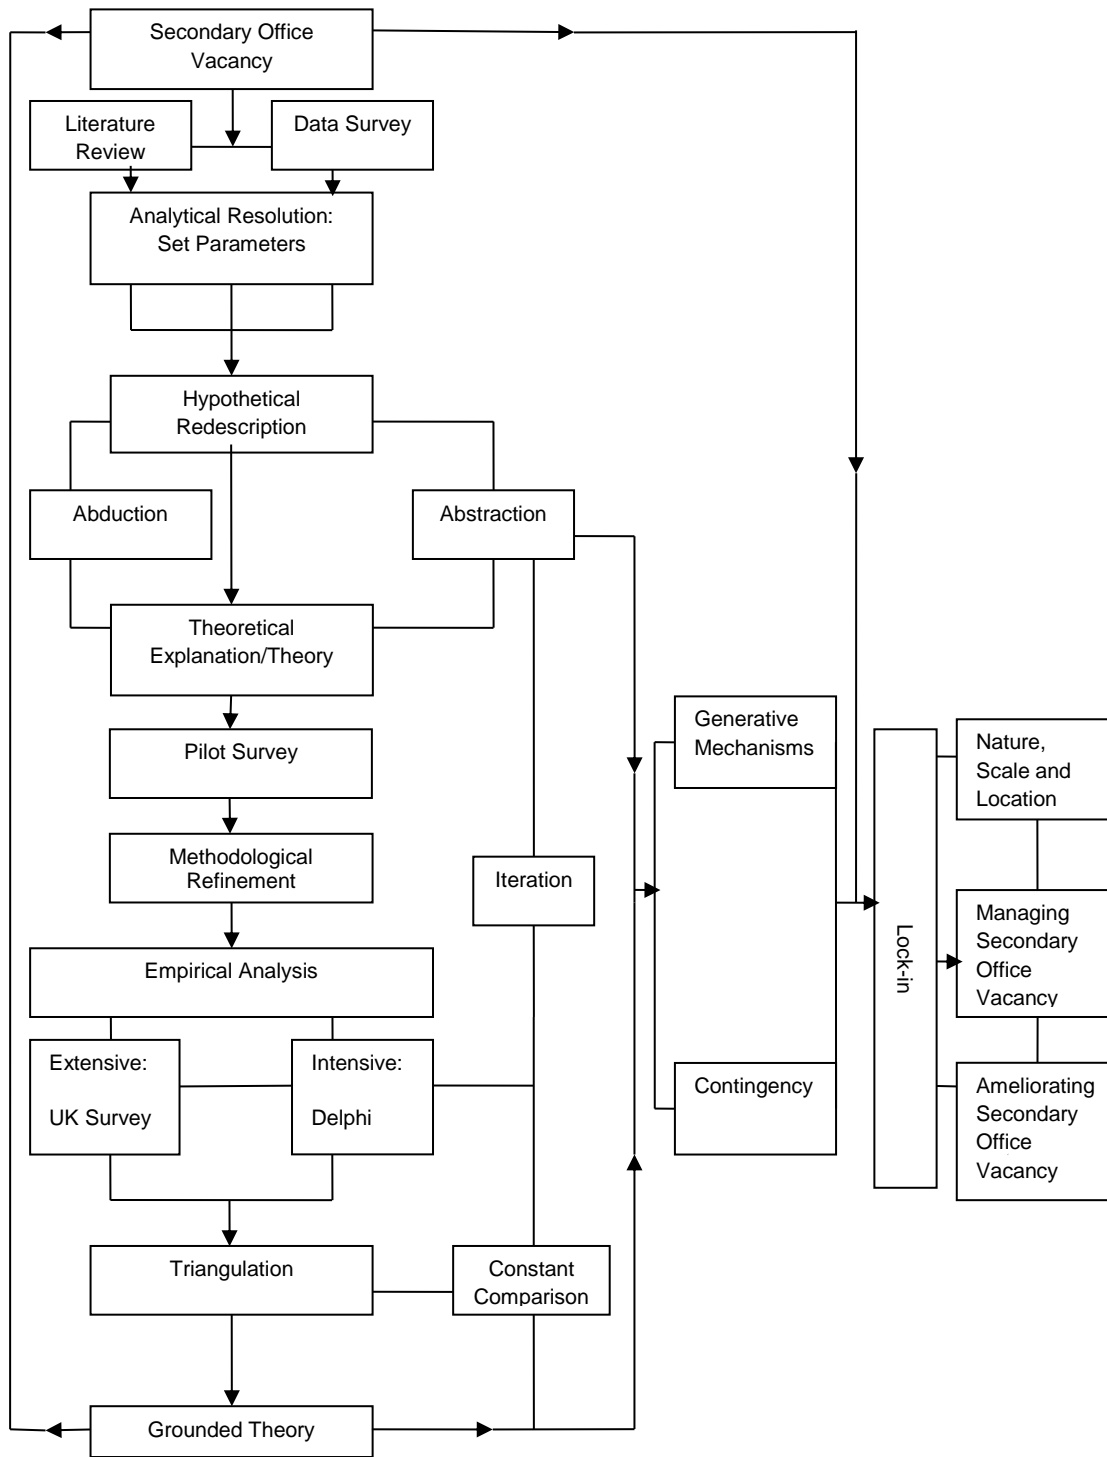 Secondary Office
Vacancy
Literature
Review
Data Survey
Analytical Resolution:
Set Parameters
Hypothetical
Redescription
Abduction
Abstraction
Theoretical
Explanation/Theory
Pilot Survey
Methodological
Refinement
Iteration
Empirical Analysis
Extensive:
UK Survey
Intensive:
Delphi
Triangulation
Constant
Comparison
Grounded Theory
Generative
Mechanisms
Contingency
Lock-in
Nature,
Scale and
Location
Managing
Secondary
Office
Vacancy
Ameliorating
Secondary
Office
Vacancy